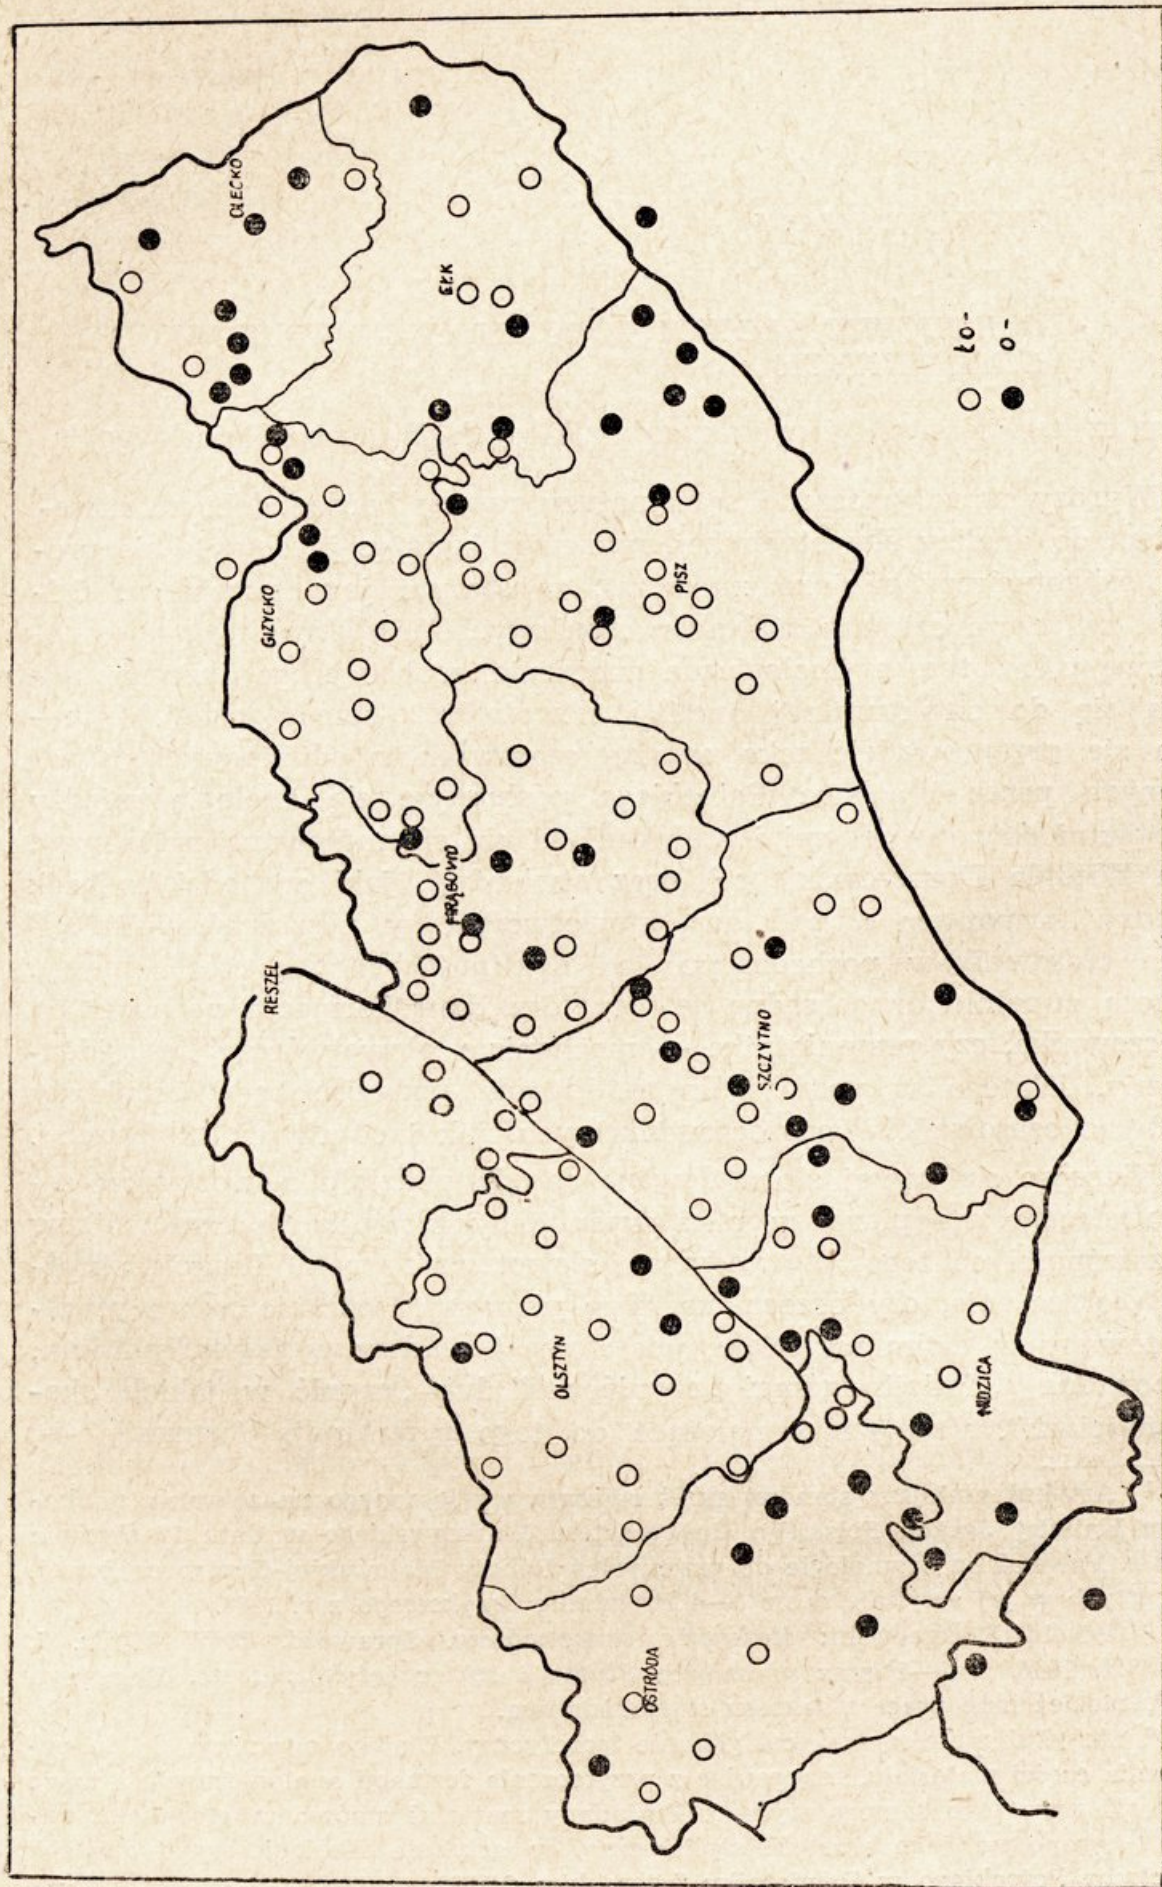 OLECKO
EŁK
GIŻYCKO
PISZ
MRĄGOWO
RESZEL
SZCZYTNO
OLSZTYN
NIDZICA
OSTRÓDA
ło-
o-